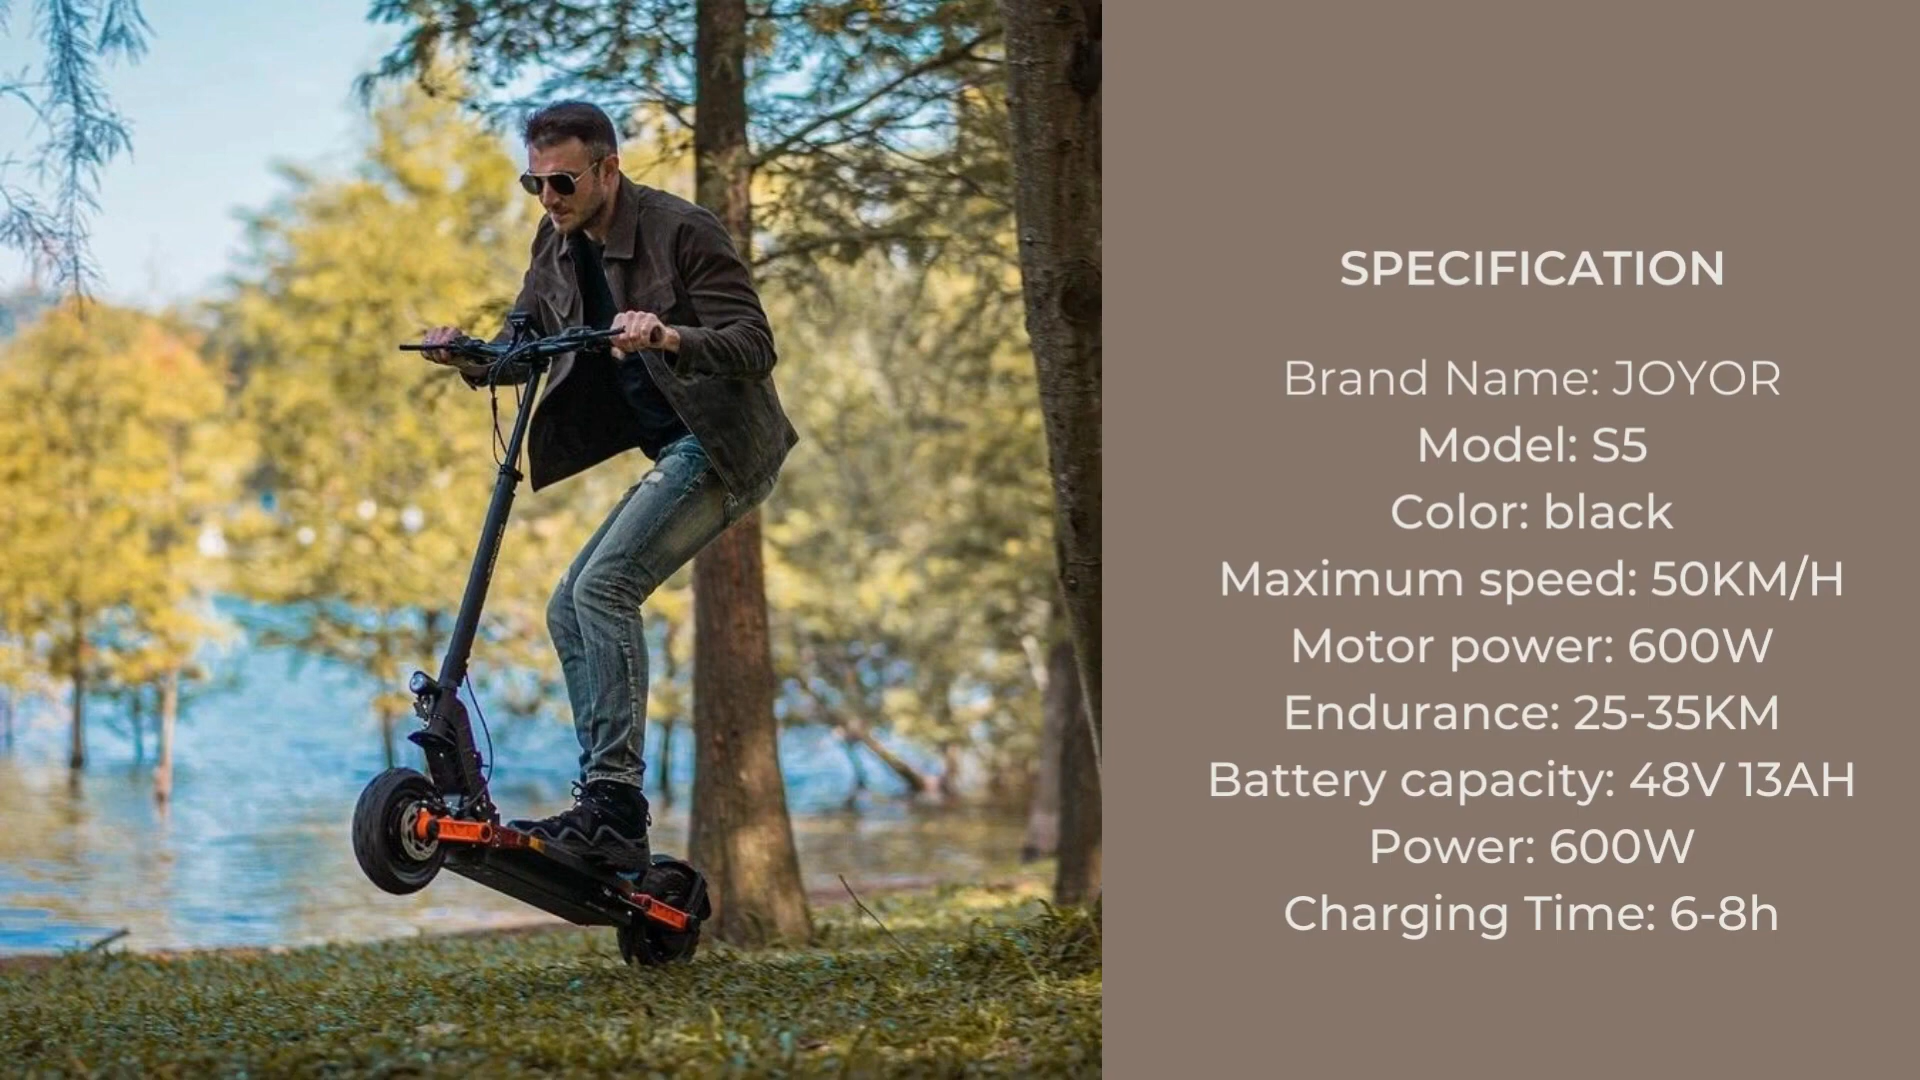 SPECIFICATION
Brand Name: JOYOR
Model: S5
Color: black
Maximum speed: 50KM/H
Motor power: 600W
Endurance: 25-35KM
Battery capacity: 48V 13AH
Power: 600W
Charging Time: 6-8h